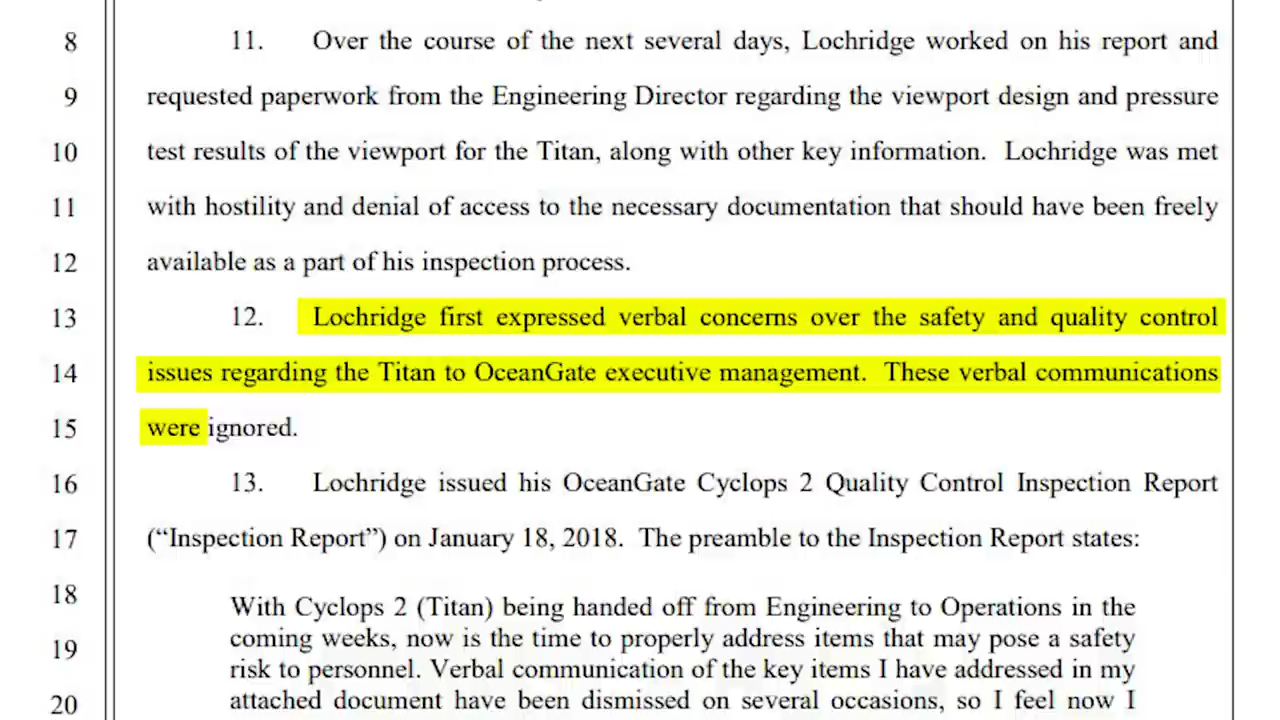 8 11. Over the course of the next several days, Lochridge worked on his report and
9 requested paperwork from the Engineering Director regarding the viewport design and pressure
10 test results of the viewport for the Titan, along with other key information. Lochridge was met
11 with hostility and denial of access to the necessary documentation that should have been freely
12 available as a part of his inspection process.
13 12. Lochridge first expressed verbal concerns over the safety and quality control
14 issues regarding the Titan to OceanGate executive management. These verbal communications
15 were ignored.
16 13. Lochridge issued his OceanGate Cyclops 2 Quality Control Inspection Report
17 (“Inspection Report”) on January 18, 2018. The preamble to the Inspection Report states:
18 With Cyclops 2 (Titan) being handed off from Engineering to Operations in the
19 coming weeks, now is the time to properly address items that may pose a safety
risk to personnel. Verbal communication of the key items I have addressed in my
20 attached document have been dismissed on several occasions, so I feel now I